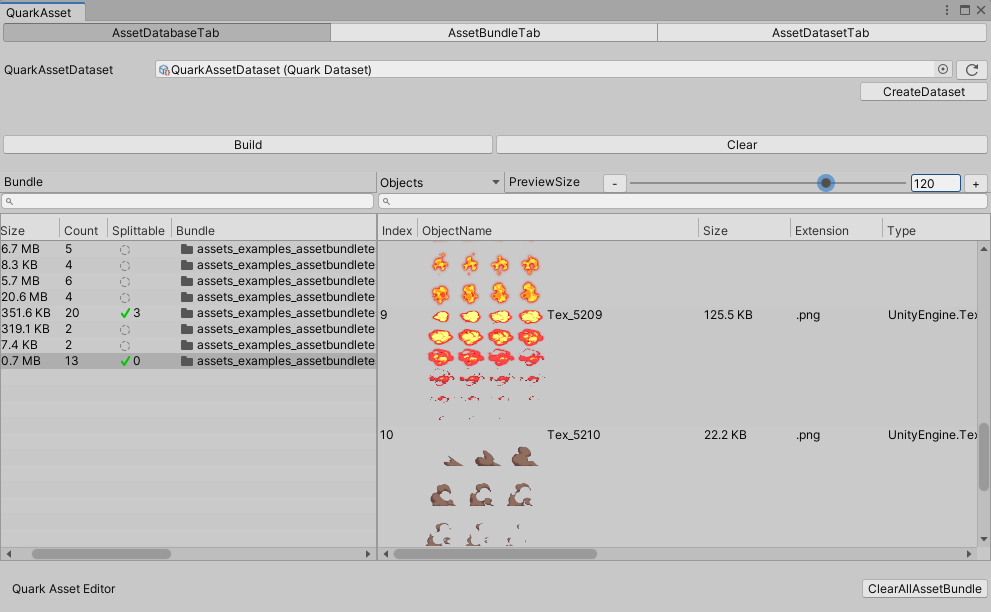 QuarkAsset
AssetDatabaseTab AssetBundleTab AssetDatasetTab
QuarkAssetDataset QuarkAssetDataset (Quark Dataset)
CreateDataset
Build Clear
Bundle Objects PreviewSize - 120 +
Size Count Splittable Bundle Index ObjectName Size Extension Type
6.7 MB 5 assets_examples_assetbundlete
8.3 KB 4 assets_examples_assetbundlete
5.7 MB 6 assets_examples_assetbundlete
20.6 MB 4 assets_examples_assetbundlete
351.6 KB 20 3 assets_examples_assetbundlete
319.1 KB 2 assets_examples_assetbundlete
7.4 KB 2 assets_examples_assetbundlete
0.7 MB 13 0 assets_examples_assetbundlete
9 Tex_5209 125.5 KB .png UnityEngine.Tex
10 Tex_5210 22.2 KB .png UnityEngine.Tex
Quark Asset Editor ClearAllAssetBundle